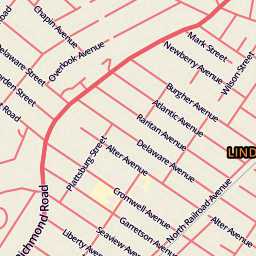 Chapin Avenue
Mark Street
Overlook Avenue
Newberry Avenue
Wilson Street
Delaware Street
Burgher Avenue
Atlantic Avenue
Raritan Avenue
Plattsburg Street
Alter Avenue
Delaware Avenue
LIND
Cromwell Avenue
North Railroad Avenue
Richmond Road
Garretson Avenue
Alter Avenue
Liberty Avenue
Seaview Avenue